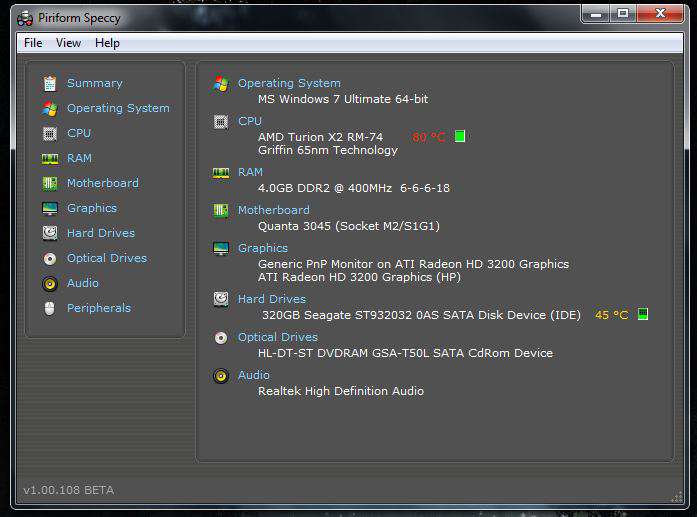 Piriform Speccy
File View Help
Summary
Operating System
CPU
RAM
Motherboard
Graphics
Hard Drives
Optical Drives
Audio
Peripherals
Operating System
MS Windows 7 Ultimate 64-bit
CPU
AMD Turion X2 RM-74 80 °C
Griffin 65nm Technology
RAM
4.0GB DDR2 @ 400MHz 6-6-6-18
Motherboard
Quanta 3045 (Socket M2/S1G1)
Graphics
Generic PnP Monitor on ATI Radeon HD 3200 Graphics
ATI Radeon HD 3200 Graphics (HP)
Hard Drives
320GB Seagate ST932032 0AS SATA Disk Device (IDE) 45 °C
Optical Drives
HL-DT-ST DVDRAM GSA-T50L SATA CdRom Device
Audio
Realtek High Definition Audio
v1.00.108 BETA